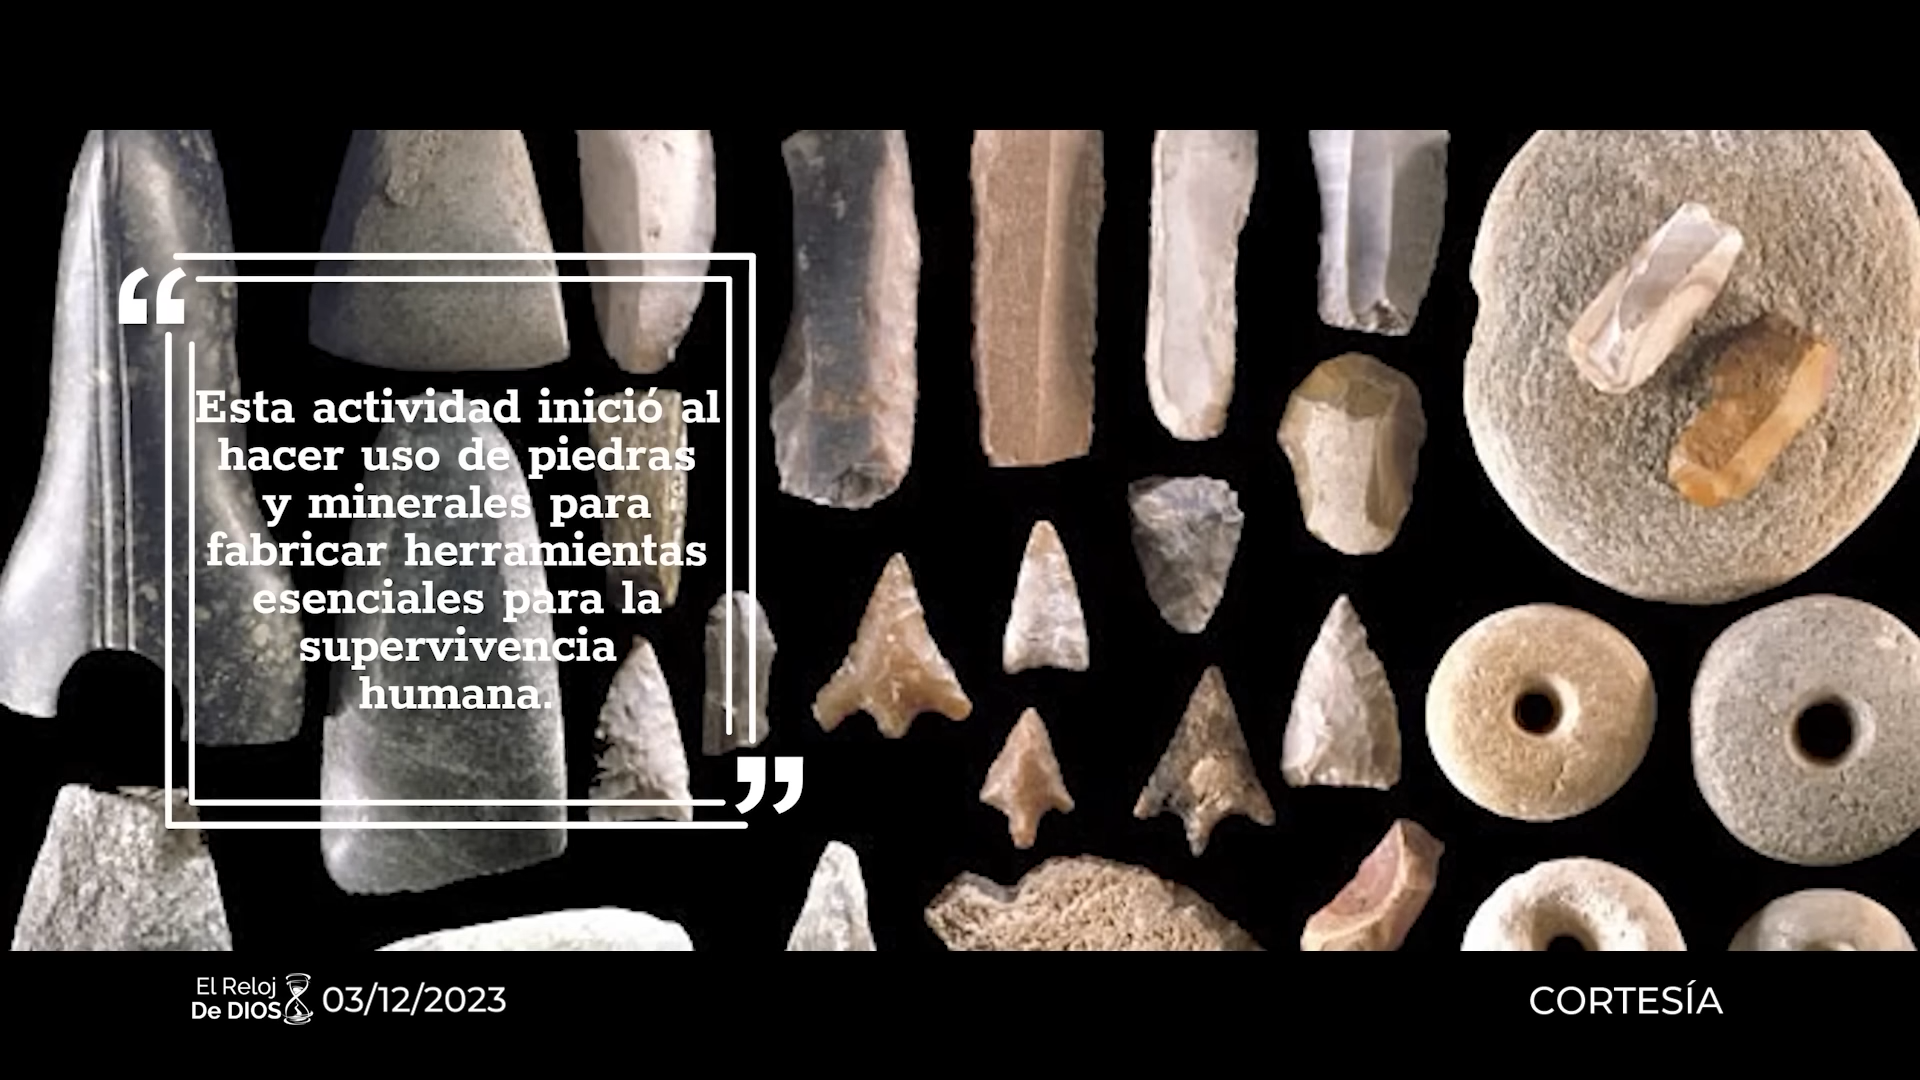 “
Esta actividad inició al
hacer uso de piedras
y minerales para
fabricar herramientas
esenciales para la
supervivencia
humana.
”
El Reloj
De DIOS
03/12/2023
CORTESÍA